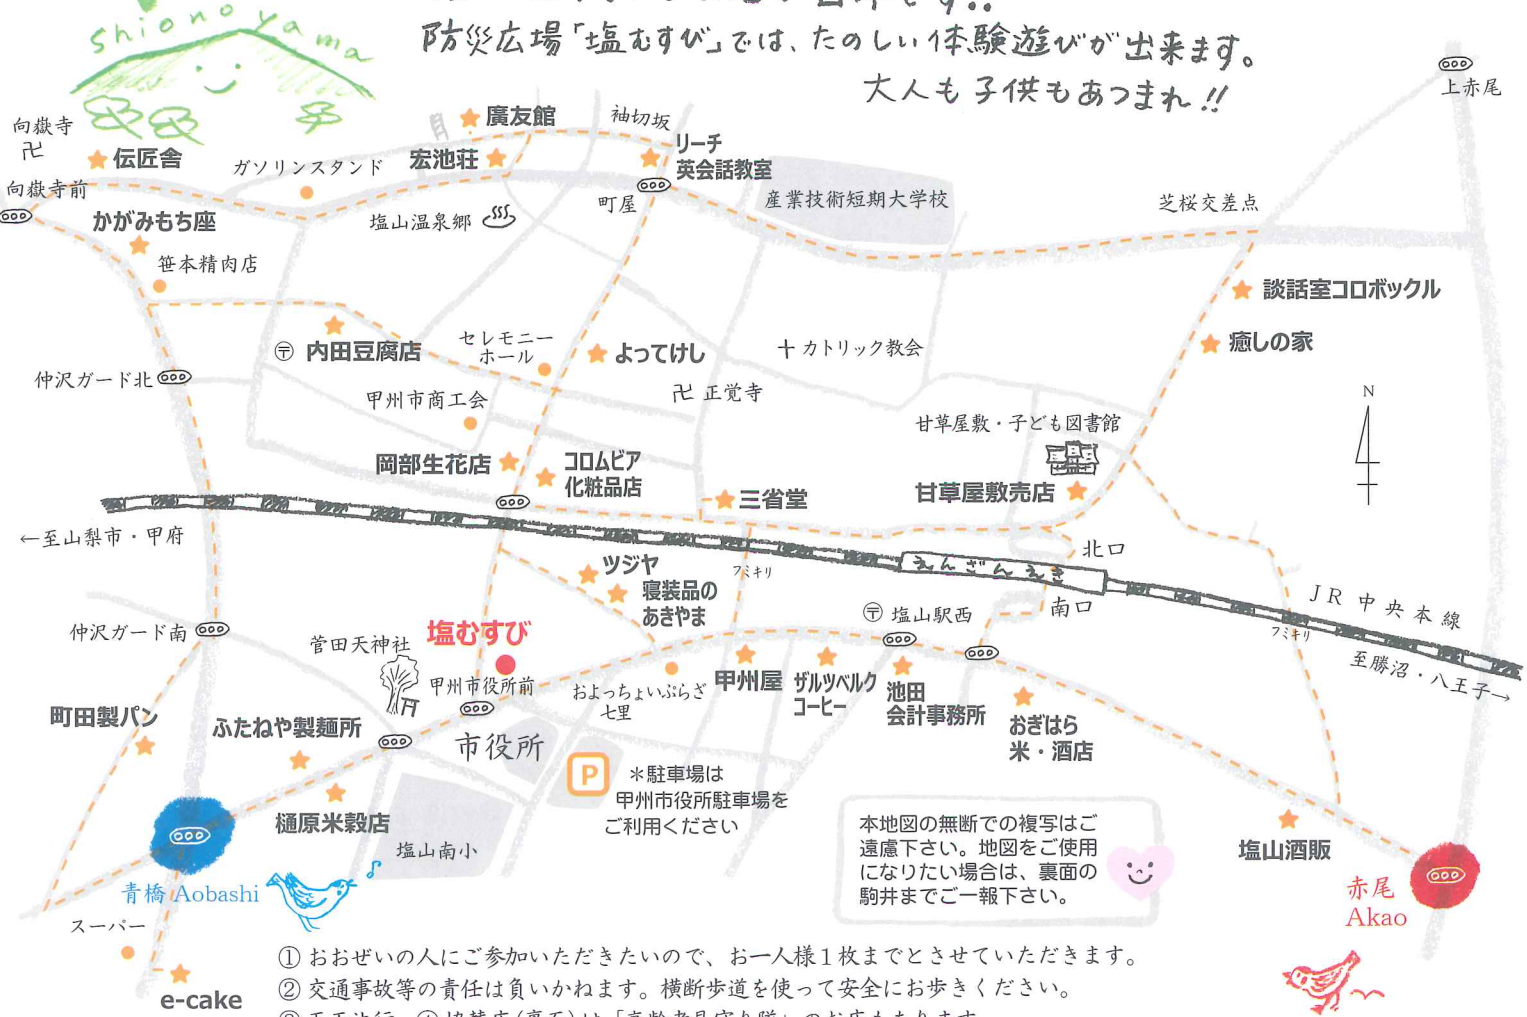 Shionoyama
防災広場「塩むすび」では、たのしい体験遊びが出来ます。
大人も子供もあつまれ!!
上赤尾
向嶽寺
卍
伝匠舎
ガソリンスタンド
廣友館
宏池荘
袖切坂
リーチ
英会話教室
向嶽寺前
かがみもち座
塩山温泉郷
町屋
産業技術短期大学校
芝桜交差点
笹本精肉店
談話室コロボックル
〒 内田豆腐店
セレモニー
ホール
よってけし
カトリック教会
癒しの家
仲沢ガード北
甲州市商工会
卍 正覚寺
N
甘草屋敷・子ども図書館
岡部生花店
コロムビア
化粧品店
三省堂
甘草屋敷売店
←至山梨市・甲府
えんざんえき
北口
フミキリ
ツジヤ
寝装品の
あきやま
南口
JR 中央本線
フミキリ
至勝沼・八王子→
仲沢ガード南
菅田天神社
塩むすび
〒 塩山駅西
甲州市役所前
およっちょいぷらざ
七里
甲州屋
ザルツベルク
コーヒー
池田
会計事務所
おぎはら
米・酒店
町田製パン
ふたねや製麺所
市役所
P
＊駐車場は
甲州市役所駐車場を
ご利用ください
樋原米穀店
塩山南小
本地図の無断での複写はご
遠慮下さい。地図をご使用
になりたい場合は、裏面の
駒井までご一報下さい。
塩山酒販
青橋 Aobashi
赤尾
Akao
スーパー
e-cake
① おおぜいの人にご参加いただきたいので、お一人様１枚までとさせていただきます。
② 交通事故等の責任は負いかねます。横断歩道を使って安全にお歩きください。